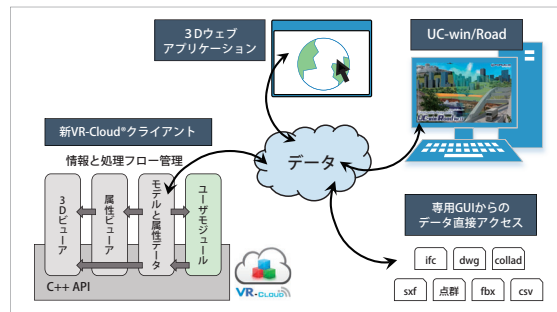 3Dウェブ
アプリケーション
UC-win/Road
新VR-Cloud®クライアント
情報と処理フロー管理
データ
3Dビューア
属性ビューア
モデルと属性データ
ユーザモジュール
C++ API
VR-CLOUD
専用GUIからの
データ直接アクセス
ifc
dwg
collad
sxf
点群
fbx
csv